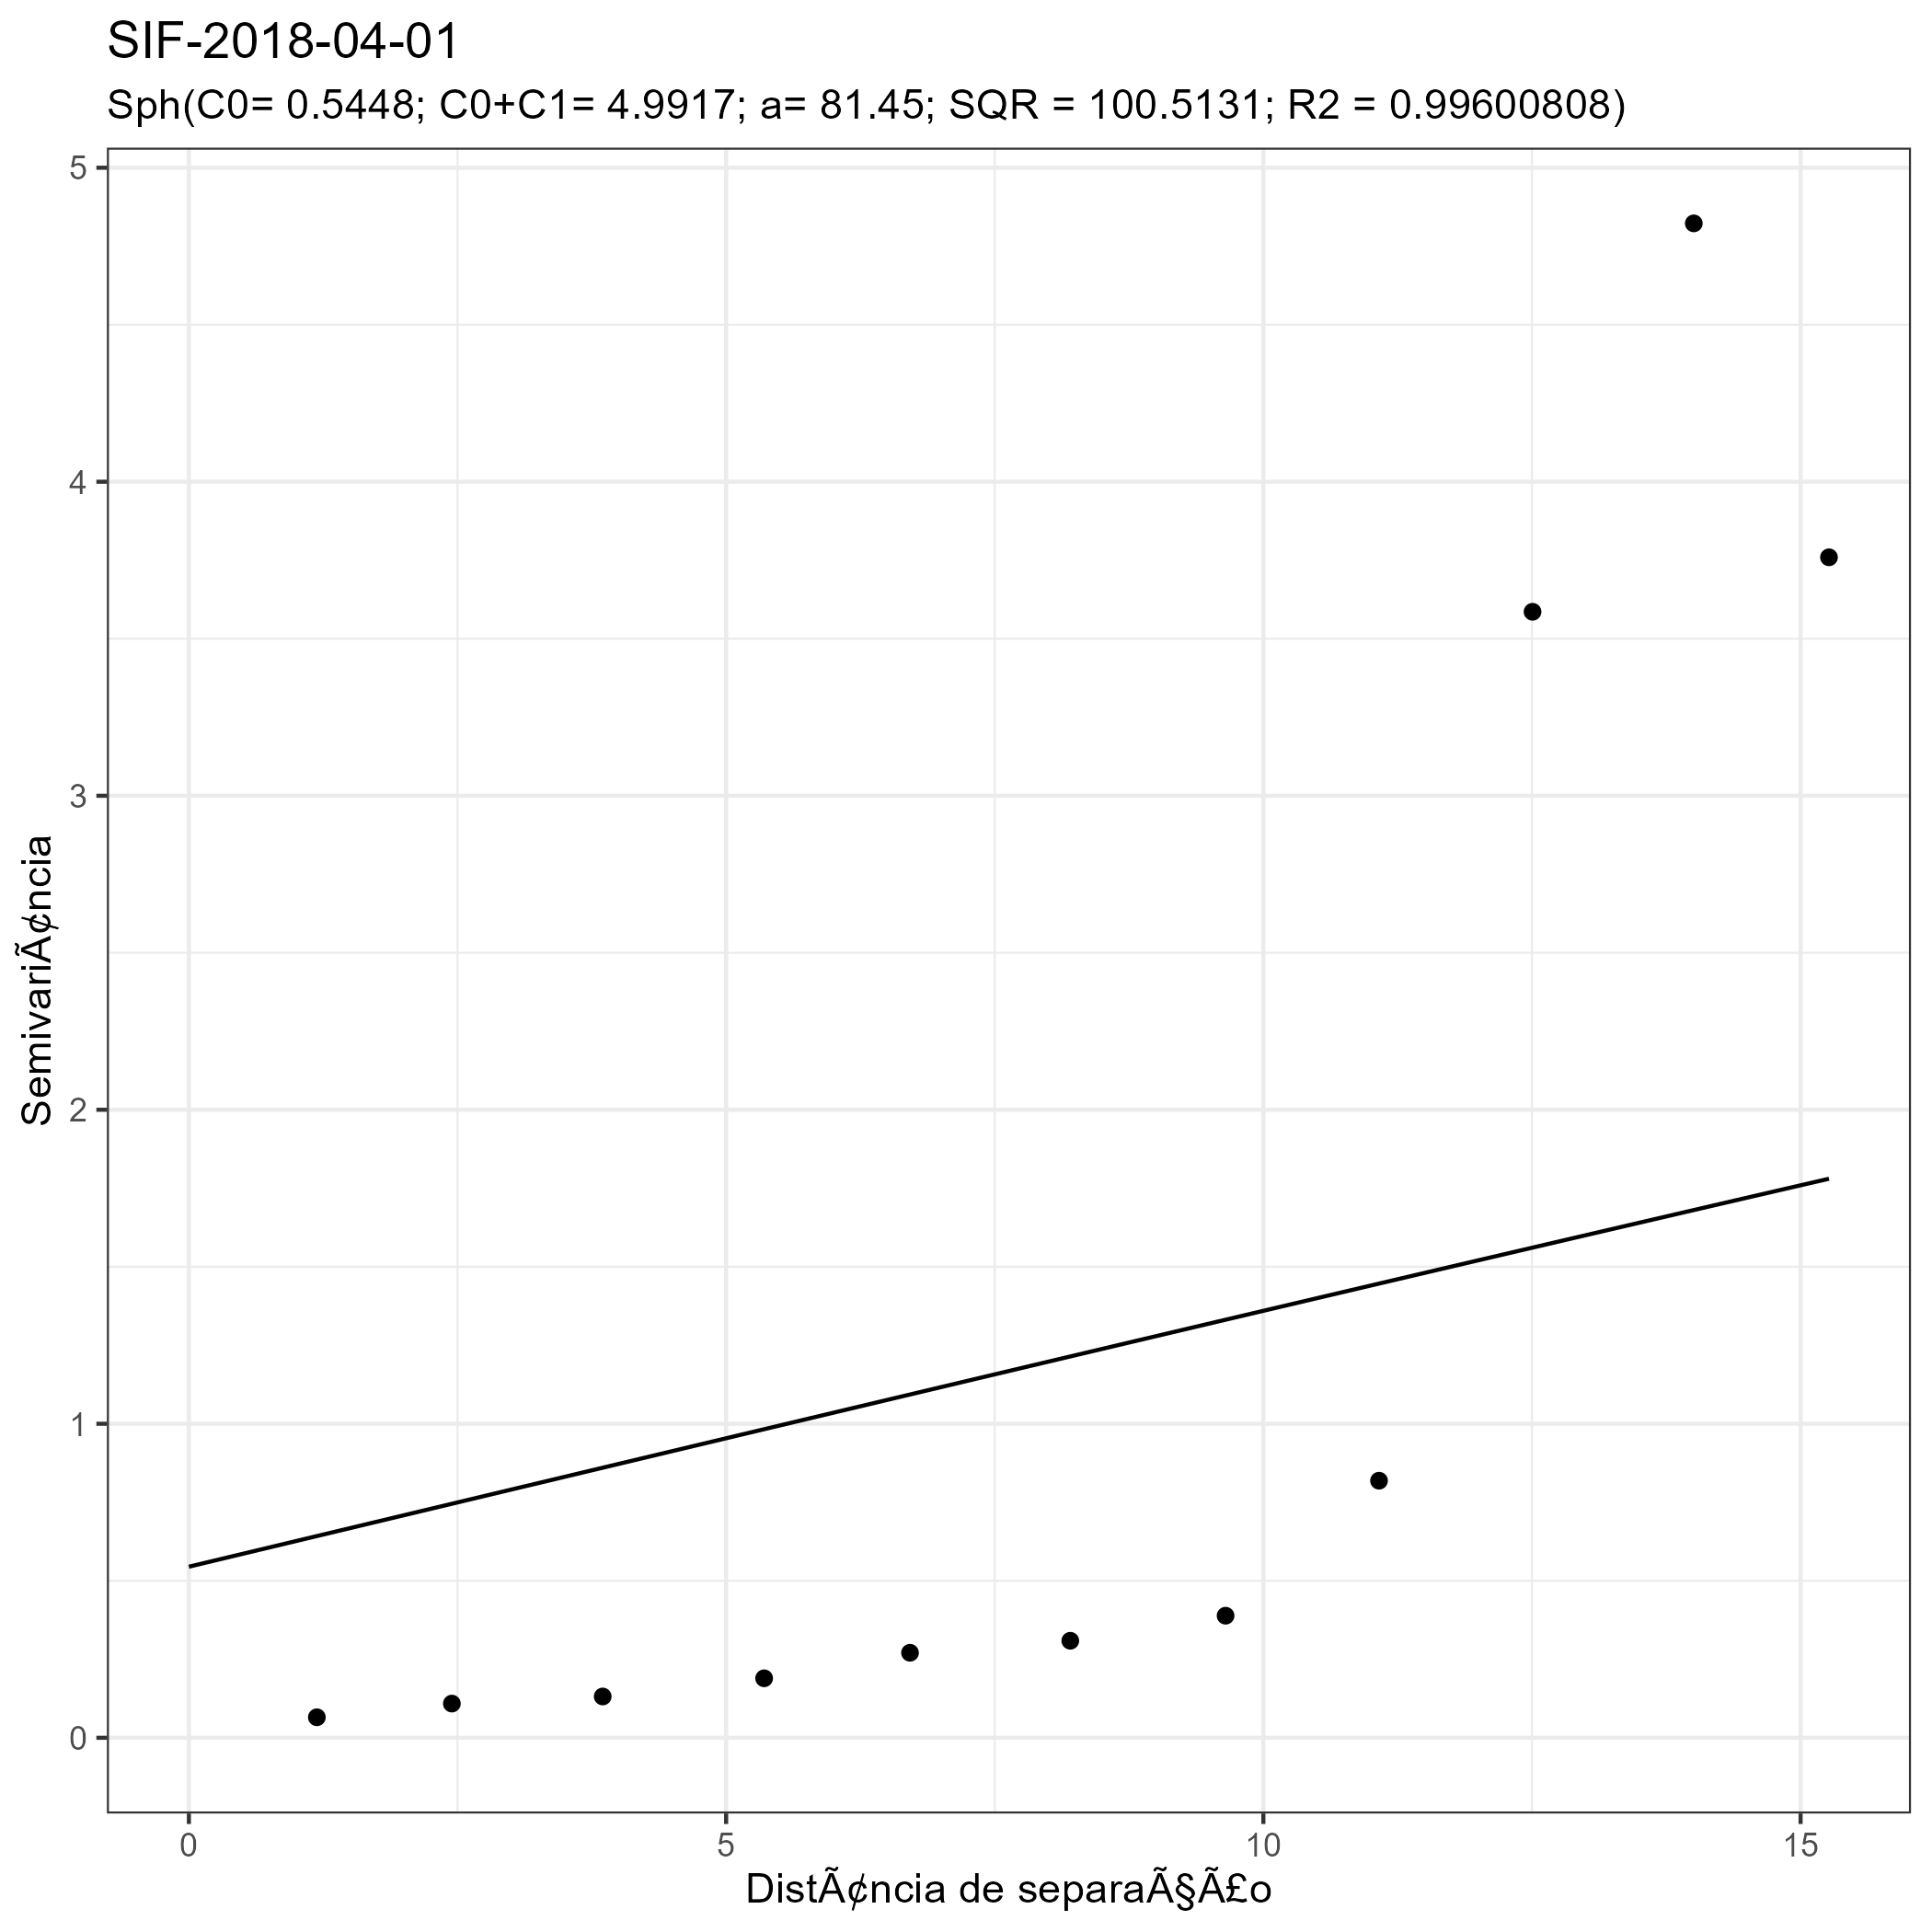 SIF-2018-04-01
Sph(C0= 0.5448; C0+C1= 4.9917; a= 81.45; SQR = 100.5131; R2 = 0.99600808)
5
4
3
2
1
0
SemivariÃ¢ncia
0 5 10 15
DistÃ¢ncia de separaÃ§Ã£o